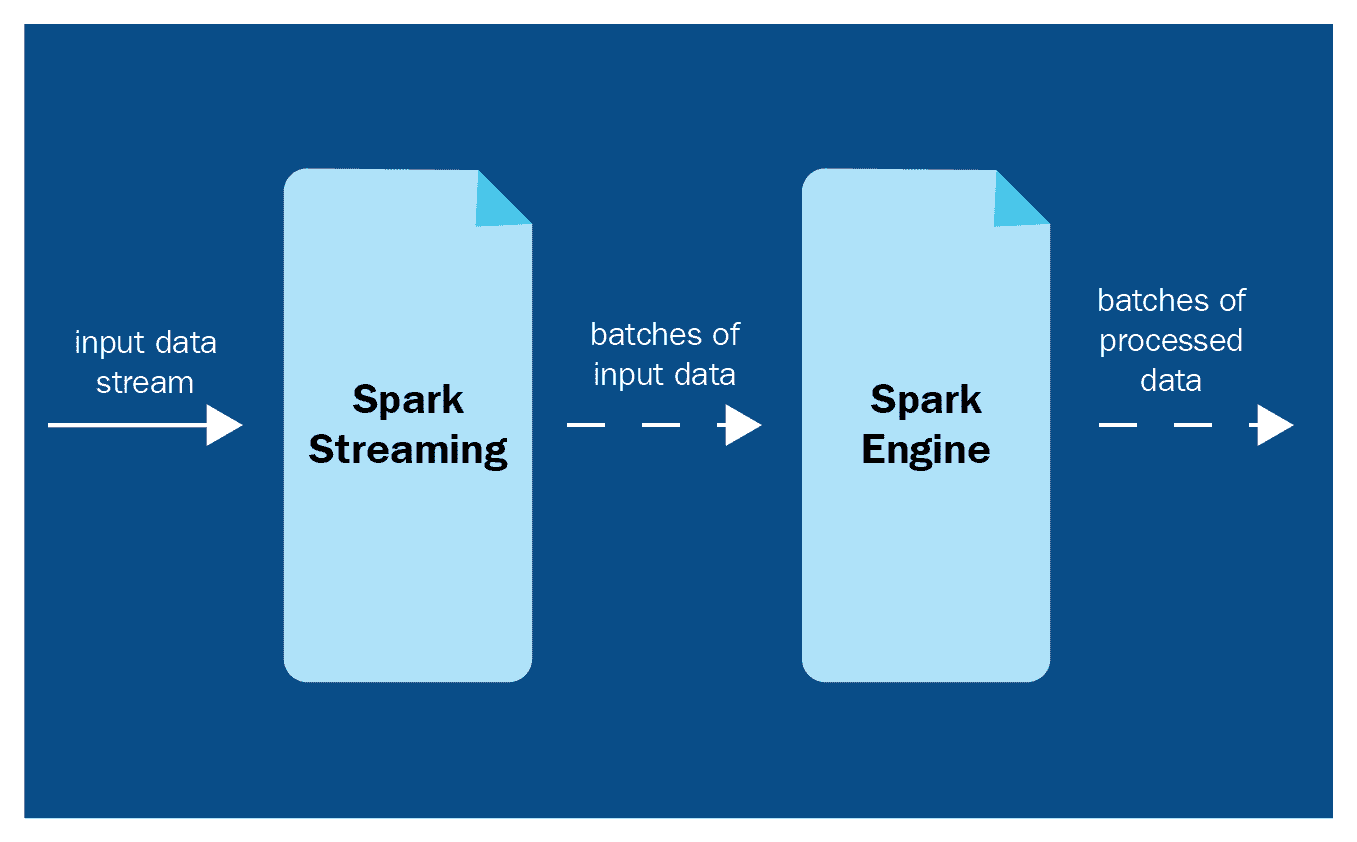 input data
stream
Spark
Streaming
batches of
input data
Spark
Engine
batches of
processed
data